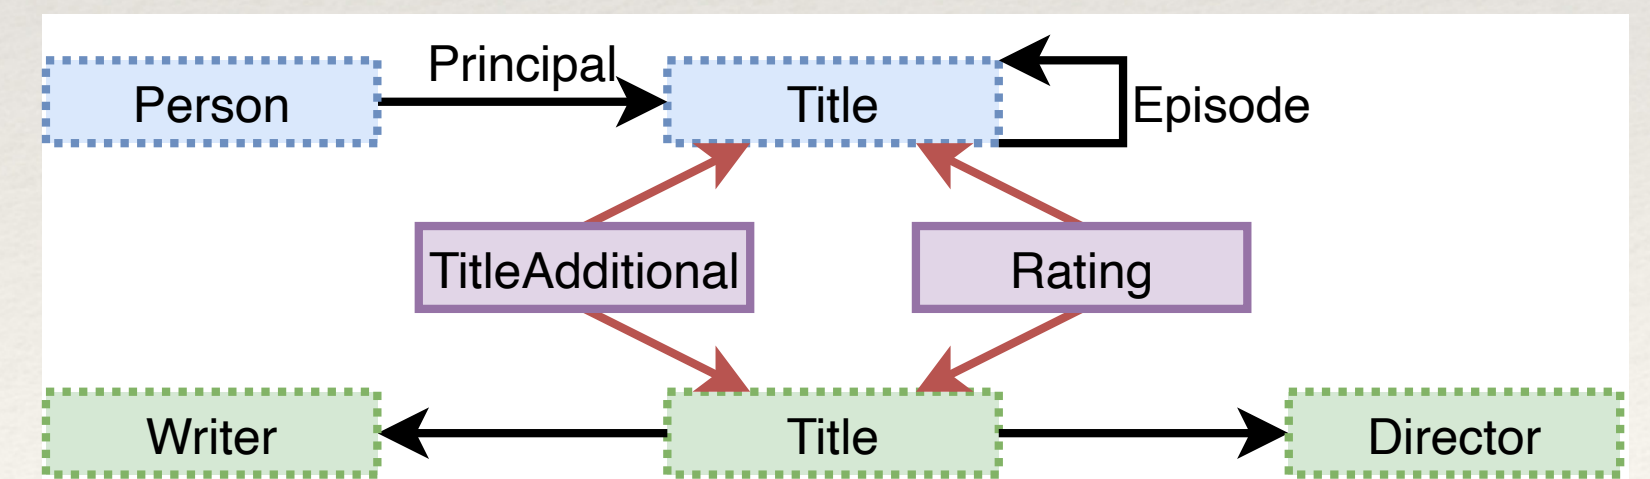 Principal
Person
Title
Episode
TitleAdditional
Rating
Writer
Title
Director